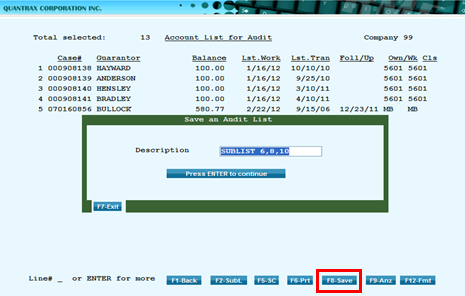 QUANTRAX CORPORATION INC.
Total selected: 13 Account List for Audit Company 99
Case# Guarantor Balance Lst.Work Lst.Tran Foll/Up Own/Wk Cls
1 000908138 HAYWARD 100.00 1/16/12 10/10/10 5601 5601
2 000908139 ANDERSON 100.00 1/16/12 9/25/10 5601 5601
3 000908140 HENSLEY 100.00 1/16/12 3/10/11 5601 5601
4 000908141 BRADLEY 100.00 1/16/12 4/10/11 5601 5601
5 070160856 BULLOCK 580.77 2/22/12 9/15/06 12/23/11 MB MB
Save an Audit List
Description SUBLIST 6,8,10
Press ENTER to continue
F7-Exit
Line# _ or ENTER for more F1-Back F2-SubL F5-SC F6-Prt F8-Save F9-Anz F12-Fmt